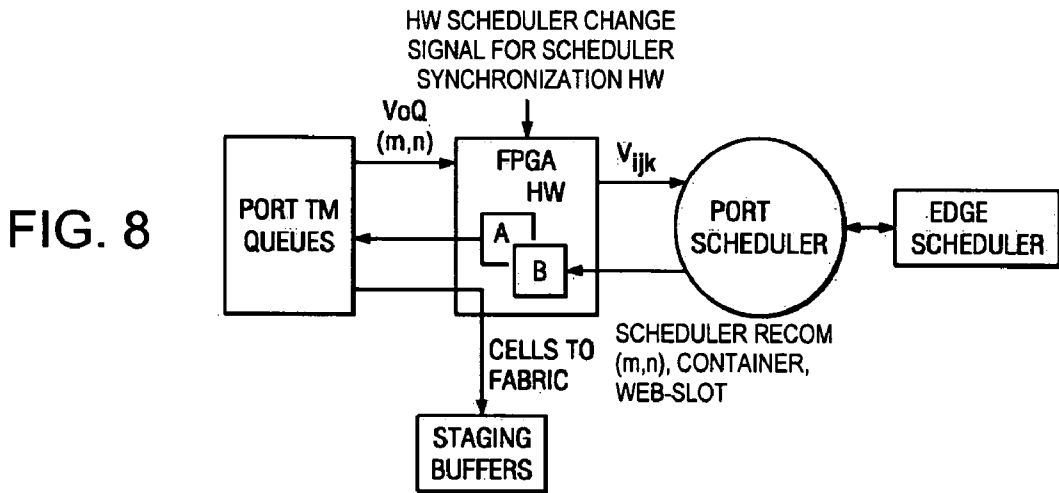 HW SCHEDULER CHANGE
SIGNAL FOR SCHEDULER
SYNCHRONIZATION HW
VoQ
(m,n)
FPGA
HW
Vijk
PORT TM
QUEUES
A
B
PORT
SCHEDULER
EDGE
SCHEDULER
FIG. 8
SCHEDULER RECOM
(m,n), CONTAINER,
WEB-SLOT
CELLS TO
FABRIC
STAGING
BUFFERS